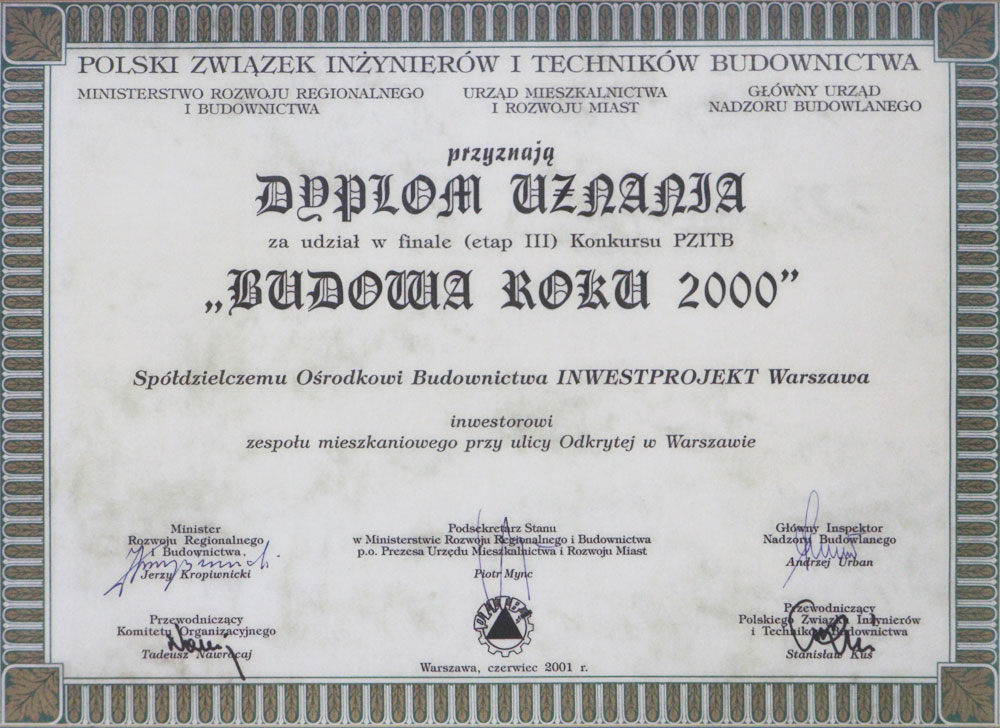 POLSKI ZWIĄZEK INŻYNIERÓW I TECHNIKÓW BUDOWNICTWA
MINISTERSTWO ROZWOJU REGIONALNEGO
I BUDOWNICTWA
URZĄD MIESZKALNICTWA
I ROZWOJU MIAST
GŁÓWNY URZĄD
NADZORU BUDOWLANEGO
przyznają
DYPLOM UZNANIA
za udział w finale (etap III) Konkursu PZITB
„BUDOWA ROKU 2000”
Spółdzielczemu Ośrodkowi Budownictwa INWESTPROJEKT Warszawa
inwestorowi
zespołu mieszkaniowego przy ulicy Odkrytej w Warszawie
Minister
Rozwoju Regionalnego
i Budownictwa
Jerzy Kropiwnicki
Podsekretarz Stanu
w Ministerstwie Rozwoju Regionalnego i Budownictwa
p.o. Prezesa Urzędu Mieszkalnictwa i Rozwoju Miast
Piotr Mync
Główny Inspektor
Nadzoru Budowlanego
Andrzej Urban
Przewodniczący
Komitetu Organizacyjnego
Tadeusz Nawracaj
Przewodniczący
Polskiego Związku Inżynierów
i Techników Budownictwa
Stanisław Kuś
Warszawa, czerwiec 2001 r.